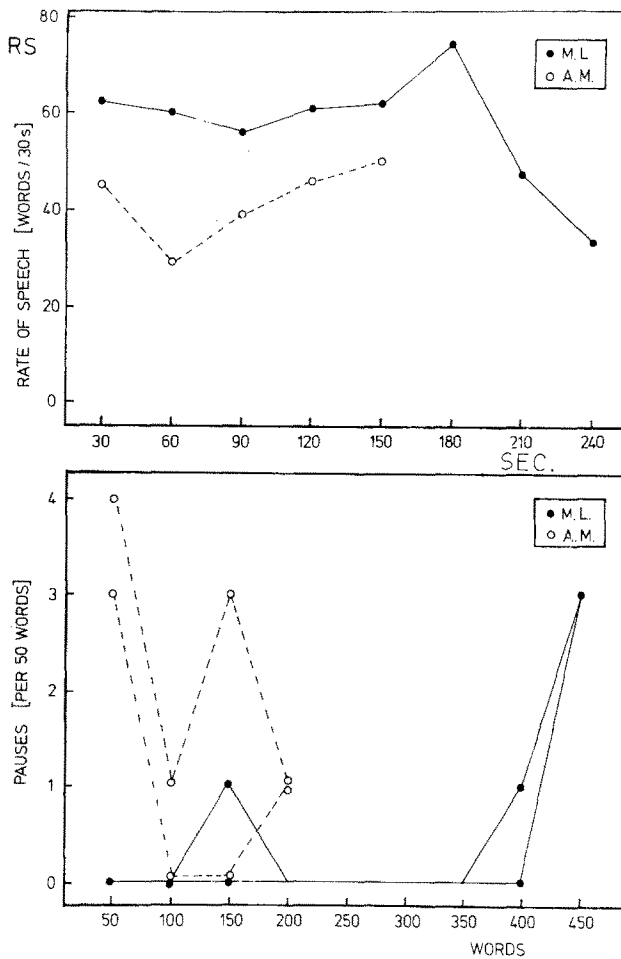 RS
80
60
40
20
0
RATE OF SPEECH [WORDS / 30 s]
● M. L.
○ A.M.
30 60 90 120 150 180 210 240
SEC.
4
3
2
1
0
PAUSES [PER 50 WORDS]
● M. L.
○ A.M.
50 100 150 200 250 300 350 400 450
WORDS